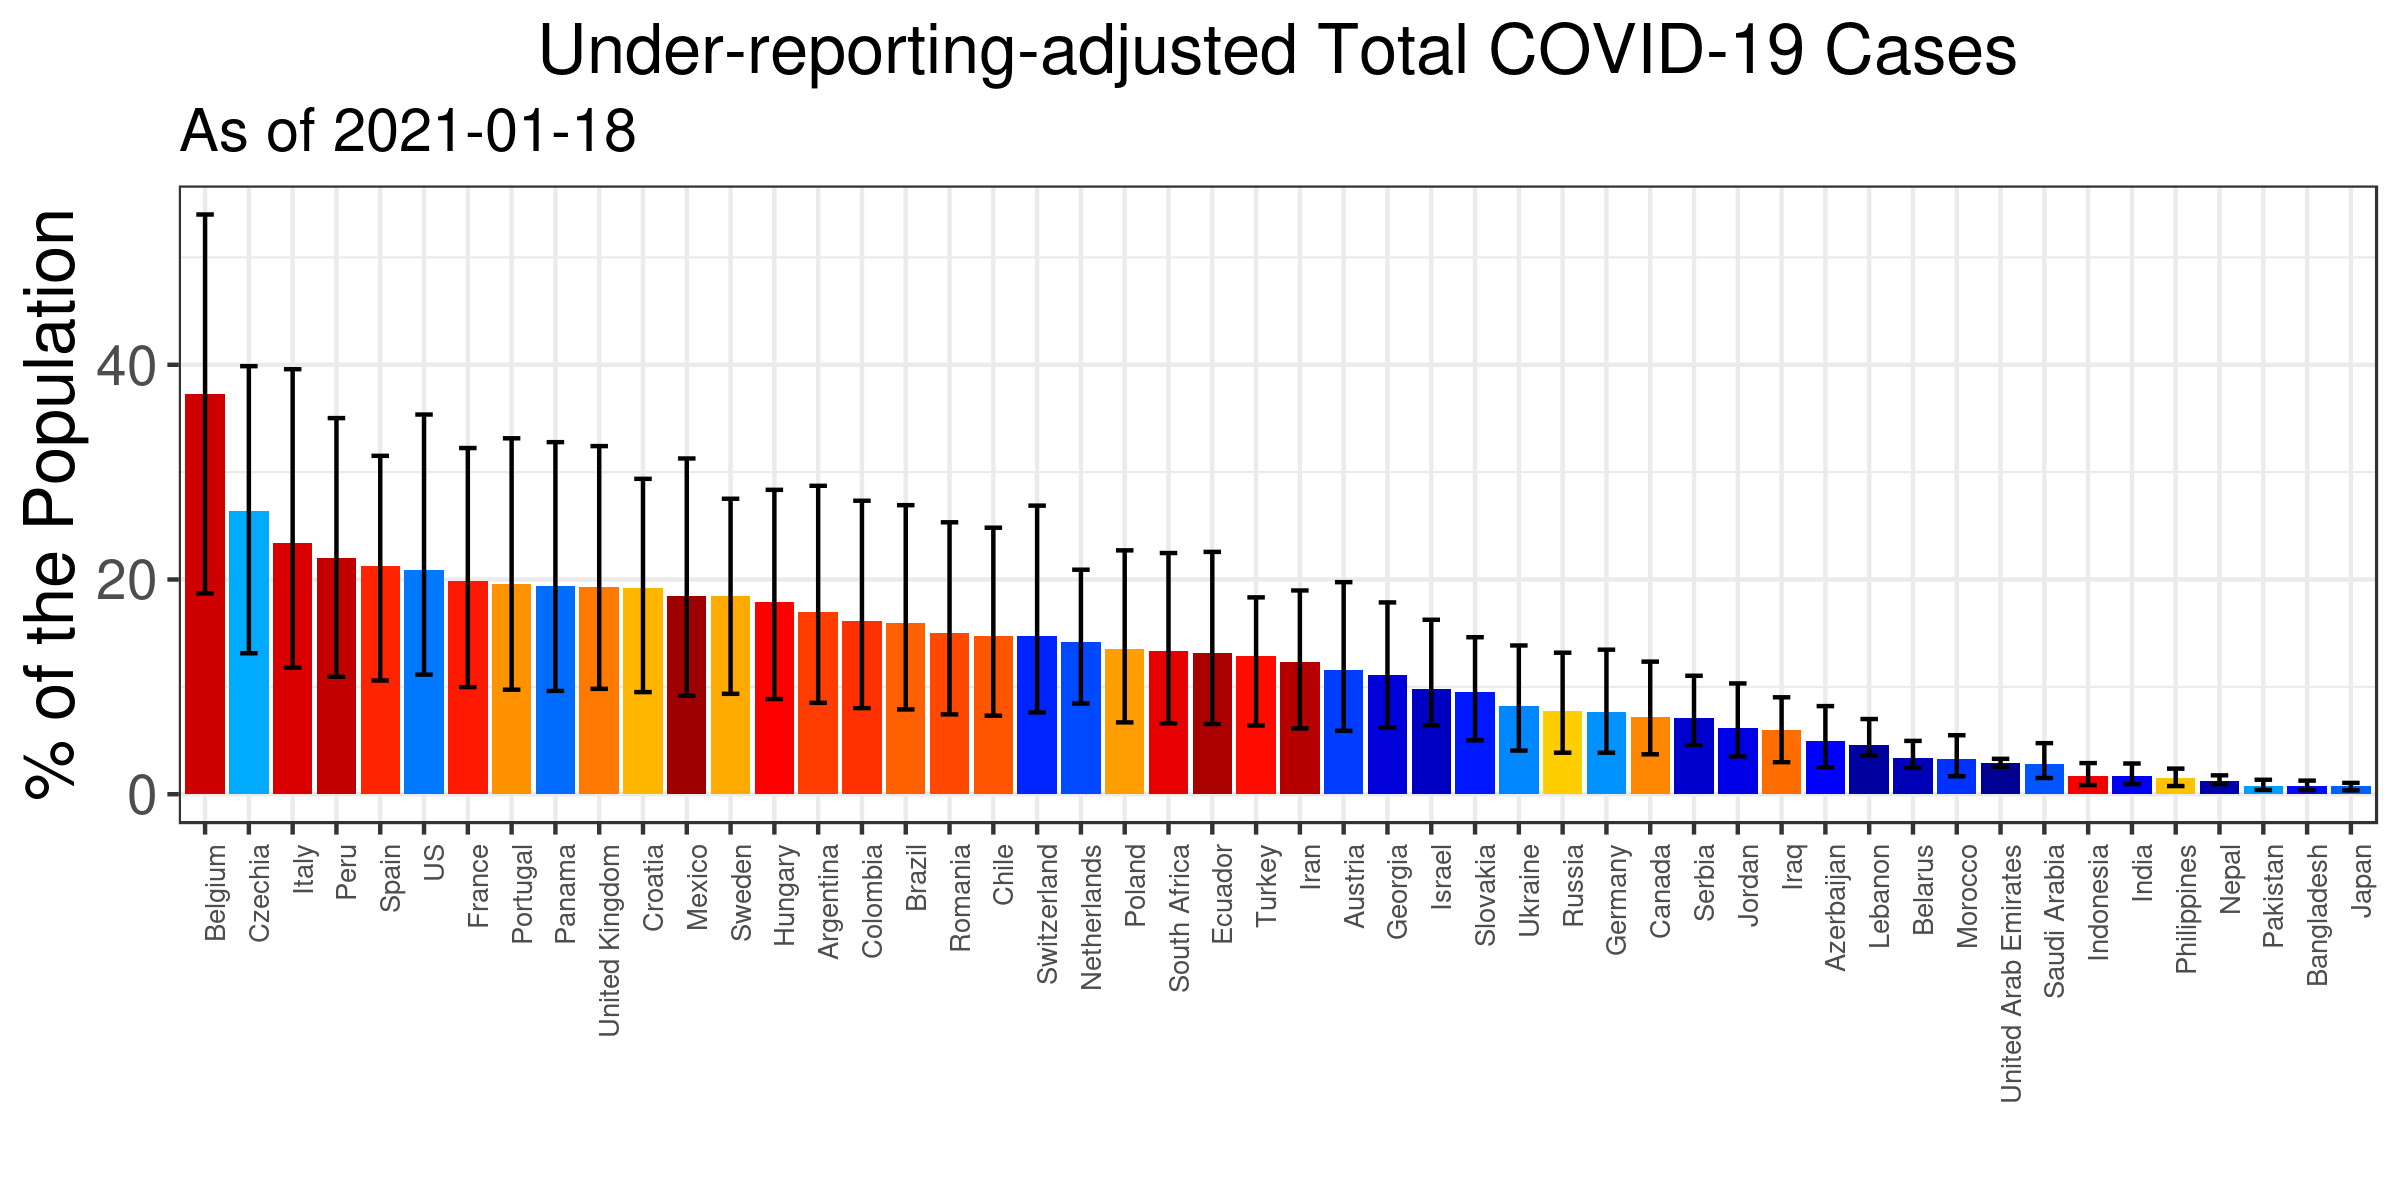 Under-reporting-adjusted Total COVID-19 Cases
As of 2021-01-18
% of the Population
40
20
0
Belgium
Czechia
Italy
Peru
Spain
US
France
Portugal
Panama
United Kingdom
Croatia
Mexico
Sweden
Hungary
Argentina
Colombia
Brazil
Romania
Chile
Switzerland
Netherlands
Poland
South Africa
Ecuador
Turkey
Iran
Austria
Georgia
Israel
Slovakia
Ukraine
Russia
Germany
Canada
Serbia
Jordan
Iraq
Azerbaijan
Lebanon
Belarus
Morocco
United Arab Emirates
Saudi Arabia
Indonesia
India
Philippines
Nepal
Pakistan
Bangladesh
Japan